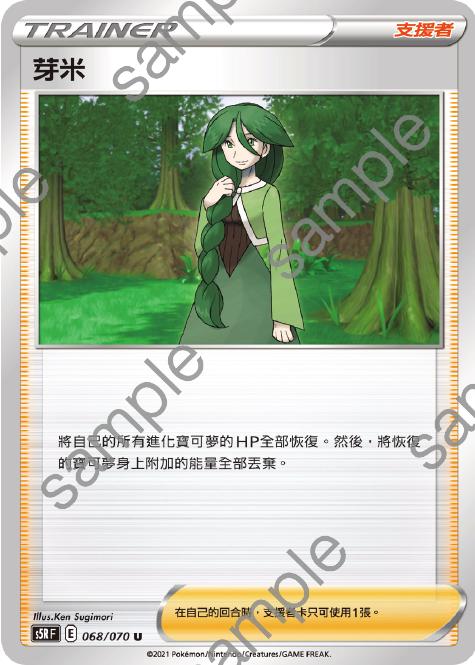 TRAINER 支援者
芽米
sample
sample
sample
sample
sample
sample
將自己的所有進化寶可夢的HP全部恢復。然後，將恢復
的寶可夢身上附加的能量全部丟棄。
Illus.Ken Sugimori
s5R F E 068/070 U
在自己的回合時，支援者卡只可使用1張。
©2021 Pokémon/Nintendo/Creatures/GAME FREAK.